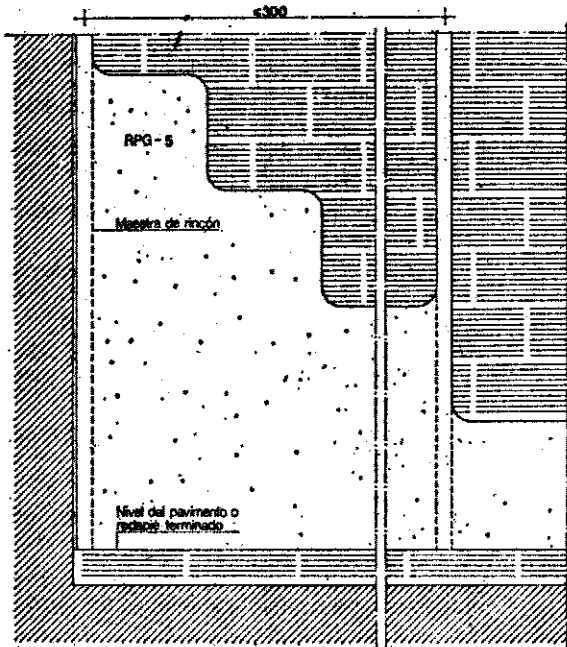 ≤300
RPG-5
Maestra de rincón
Nivel del pavimento o
rodapie terminado